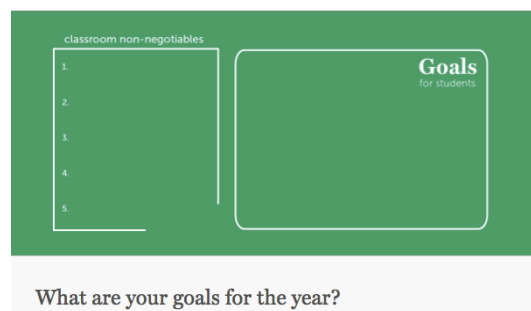 classroom non-negotiables
1.
2.
3.
4.
5.
Goals
for students
What are your goals for the year?